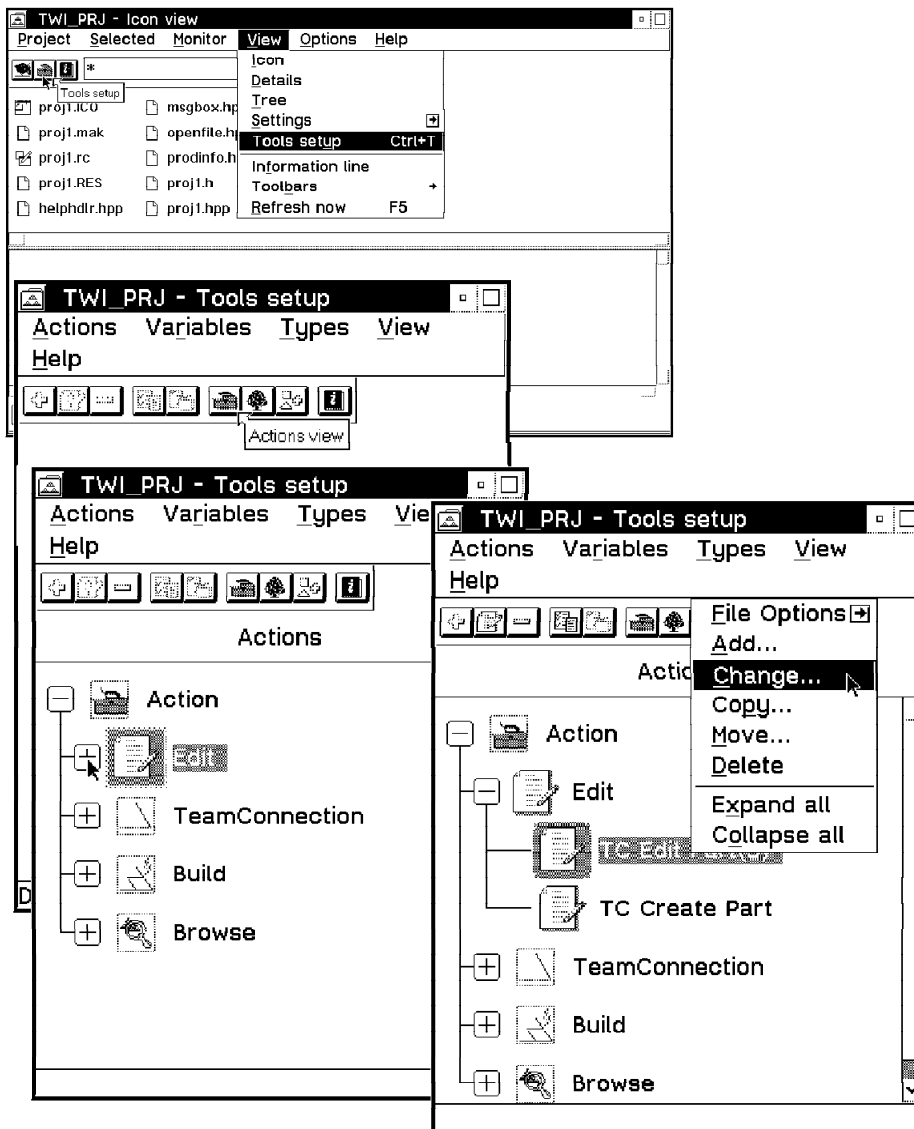 TWI_PRJ - Icon view
Project Selected Monitor View Options Help
*
Tools setup
proj1.ICO
proj1.mak
proj1.rc
proj1.RES
helphdlr.hpp
msgbox.hp
openfile.h
prodinfo.h
proj1.h
proj1.hpp
Icon
Details
Tree
Settings
Tools setup Ctrl+T
Information line
Toolbars
Refresh now F5
TWI_PRJ - Tools setup
Actions Variables Types View
Help
Actions view
D
TWI_PRJ - Tools setup
Actions Variables Types Vie
Help
Actions
Action
Edit
TeamConnection
Build
Browse
TWI_PRJ - Tools setup
Actions Variables Types View
Help
Actio
File Options
Add...
Change...
Copy...
Move...
Delete
Expand all
Collapse all
Action
Edit
TC Edit
TC Create Part
TeamConnection
Build
Browse